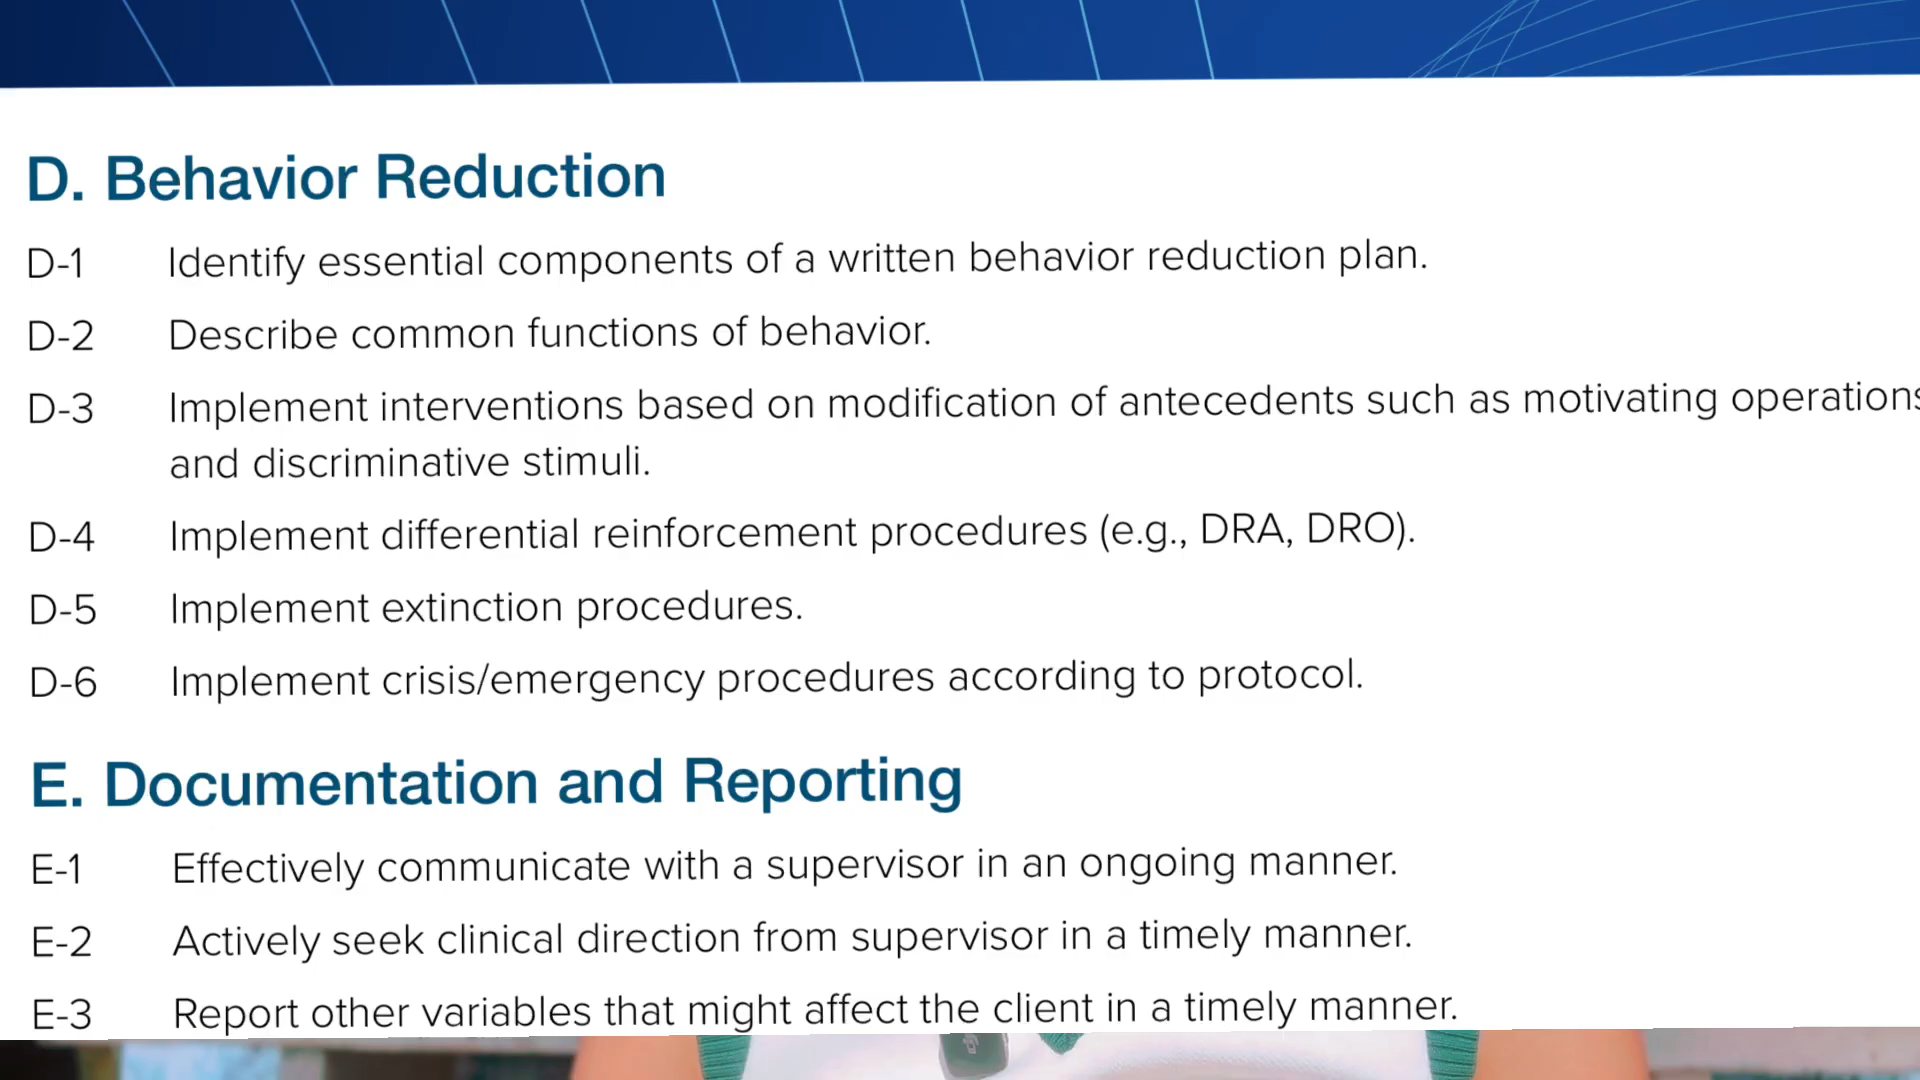 D. Behavior Reduction
D-1 Identify essential components of a written behavior reduction plan.
D-2 Describe common functions of behavior.
D-3 Implement interventions based on modification of antecedents such as motivating operations
and discriminative stimuli.
D-4 Implement differential reinforcement procedures (e.g., DRA, DRO).
D-5 Implement extinction procedures.
D-6 Implement crisis/emergency procedures according to protocol.
E. Documentation and Reporting
E-1 Effectively communicate with a supervisor in an ongoing manner.
E-2 Actively seek clinical direction from supervisor in a timely manner.
E-3 Report other variables that might affect the client in a timely manner.